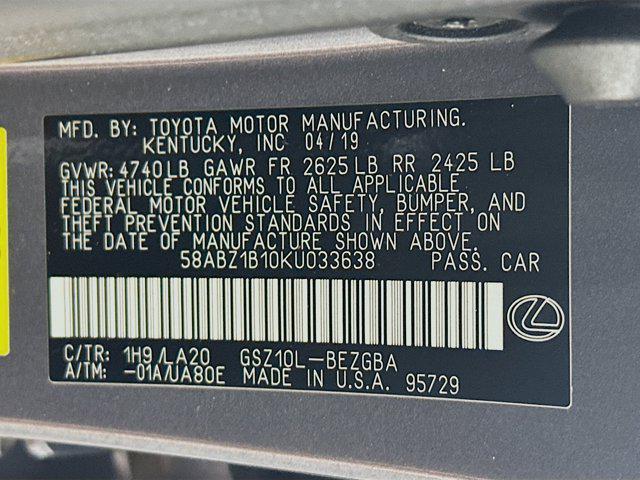 MFD. BY: TOYOTA MOTOR MANUFACTURING.
KENTUCKY, INC 04/19
GVWR: 4740LB GAWR FR 2625LB RR 2425 LB
THIS VEHICLE CONFORMS TO ALL APPLICABLE
FEDERAL MOTOR VEHICLE SAFETY, BUMPER, AND
THEFT PREVENTION STANDARDS IN EFFECT ON
THE DATE OF MANUFACTURE SHOWN ABOVE.
58ABZ1B10KU033638 PASS. CAR
C/TR: 1H9/LA20 GSZ10L-BEZGBA
A/TM: -01A/UA80E MADE IN U.S.A. 95729